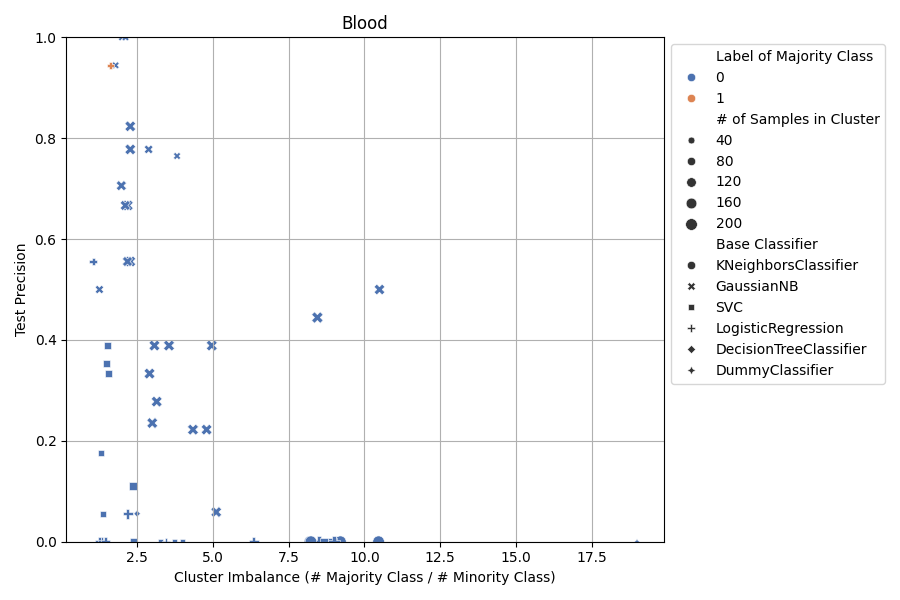 Blood
1.0
0.8
0.6
0.4
0.2
0.0
Test Precision
2.5 5.0 7.5 10.0 12.5 15.0 17.5
Cluster Imbalance (# Majority Class / # Minority Class)
Label of Majority Class
0
1
# of Samples in Cluster
40
80
120
160
200
Base Classifier
KNeighborsClassifier
GaussianNB
SVC
LogisticRegression
DecisionTreeClassifier
DummyClassifier